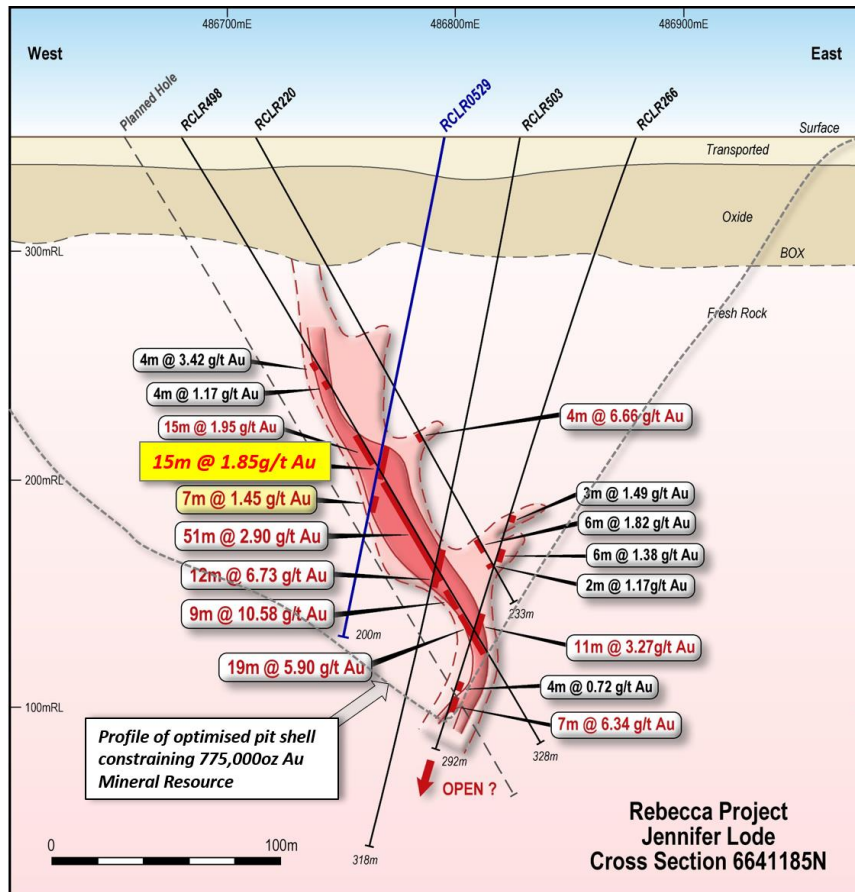 486700mE
486800mE
486900mE
West
East
Planned Hole
RCLR498
RCLR220
RCLR0529
RCLR503
RCLR266
Surface
Transported
Oxide
BOX
300mRL
Fresh Rock
4m @ 3.42 g/t Au
4m @ 1.17 g/t Au
15m @ 1.95 g/t Au
15m @ 1.85g/t Au
200mRL
7m @ 1.45 g/t Au
51m @ 2.90 g/t Au
12m @ 6.73 g/t Au
9m @ 10.58 g/t Au
19m @ 5.90 g/t Au
4m @ 6.66 g/t Au
3m @ 1.49 g/t Au
6m @ 1.82 g/t Au
6m @ 1.38 g/t Au
2m @ 1.17g/t Au
11m @ 3.27g/t Au
4m @ 0.72 g/t Au
7m @ 6.34 g/t Au
200m
233m
100mRL
328m
292m
318m
OPEN ?
Profile of optimised pit shell
constraining 775,000oz Au
Mineral Resource
0
100m
Rebecca Project
Jennifer Lode
Cross Section 6641185N